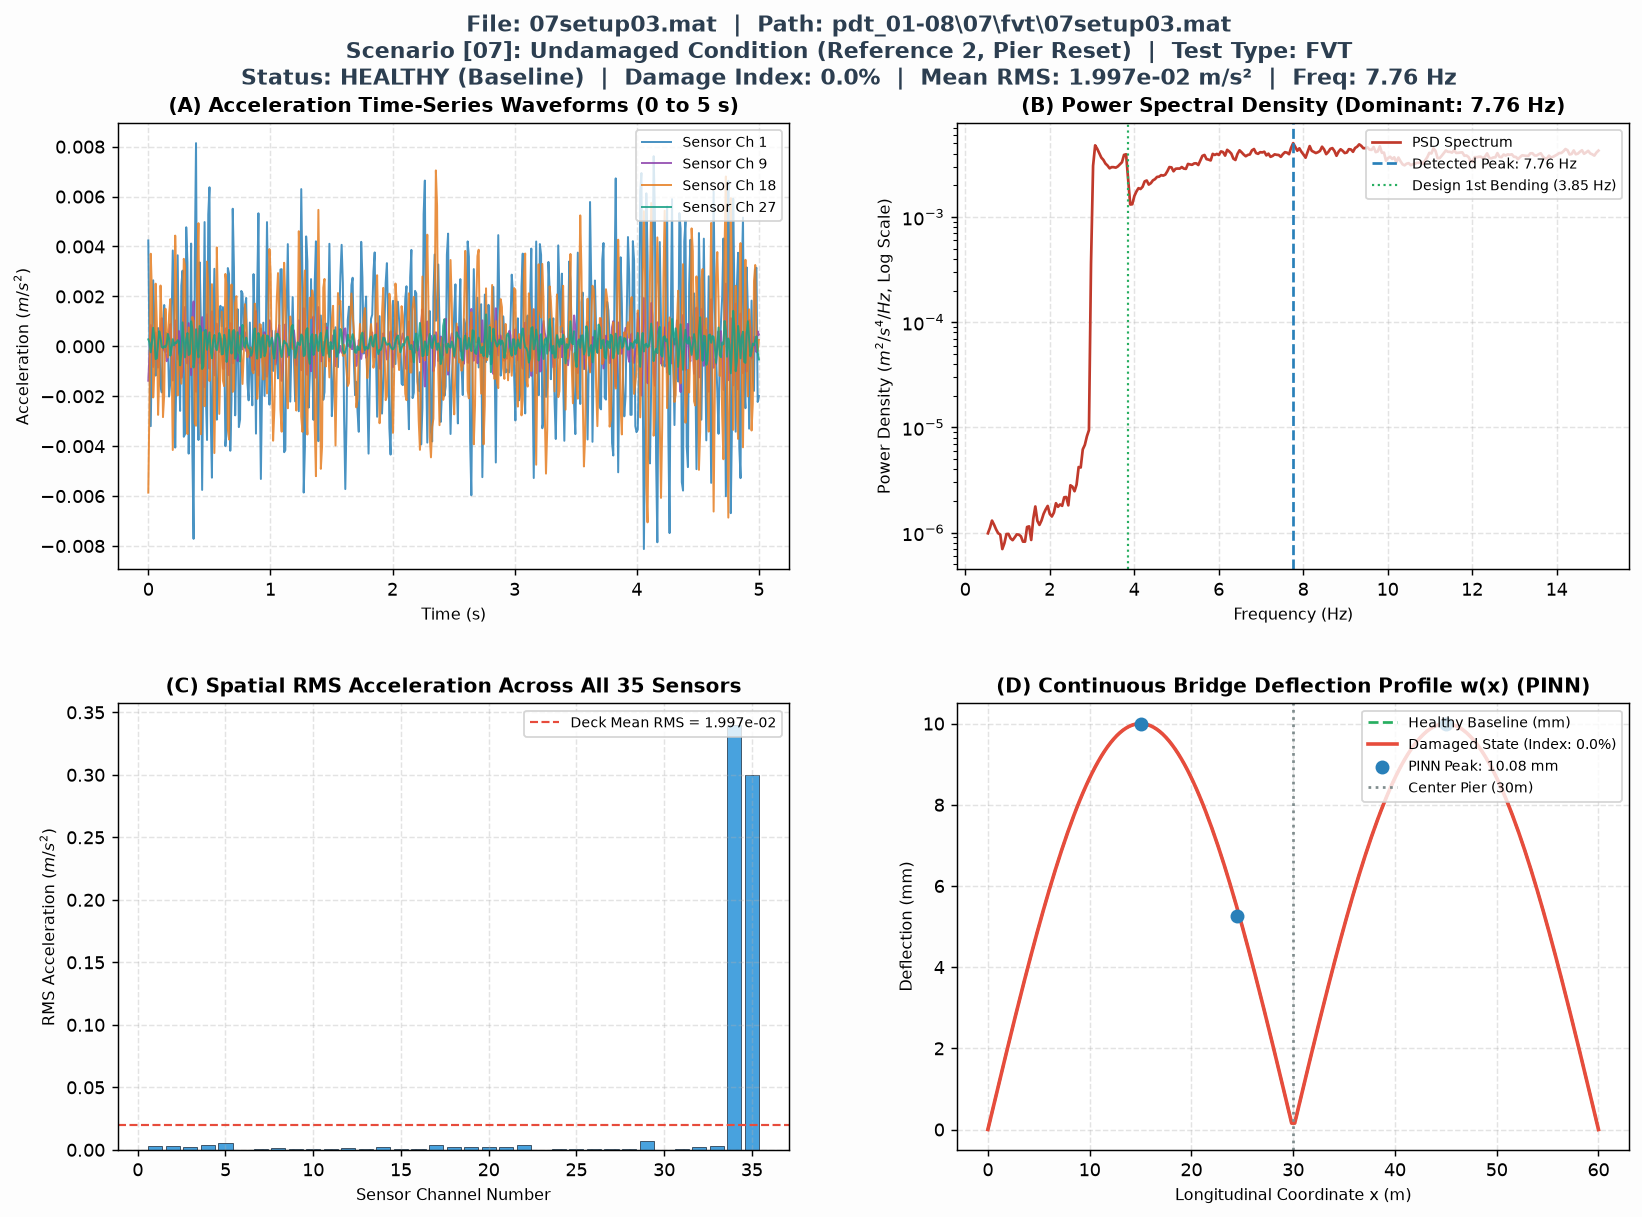 File: 07setup03.mat | Path: pdt_01-08\07\fvt\07setup03.mat
Scenario [07]: Undamaged Condition (Reference 2, Pier Reset) | Test Type: FVT
Status: HEALTHY (Baseline) | Damage Index: 0.0% | Mean RMS: 1.997e-02 m/s² | Freq: 7.76 Hz
(A) Acceleration Time-Series Waveforms (0 to 5 s)
Sensor Ch 1
Sensor Ch 9
Sensor Ch 18
Sensor Ch 27
0.008
0.006
0.004
0.002
0.000
−0.002
−0.004
−0.006
−0.008
Acceleration (m/s²)
0 1 2 3 4 5
Time (s)
(B) Power Spectral Density (Dominant: 7.76 Hz)
PSD Spectrum
Detected Peak: 7.76 Hz
Design 1st Bending (3.85 Hz)
10⁻³
10⁻⁴
10⁻⁵
10⁻⁶
Power Density (m²/s⁴/Hz, Log Scale)
0 2 4 6 8 10 12 14
Frequency (Hz)
(C) Spatial RMS Acceleration Across All 35 Sensors
Deck Mean RMS = 1.997e-02
0.35
0.30
0.25
0.20
0.15
0.10
0.05
0.00
RMS Acceleration (m/s²)
0 5 10 15 20 25 30 35
Sensor Channel Number
(D) Continuous Bridge Deflection Profile w(x) (PINN)
Healthy Baseline (mm)
Damaged State (Index: 0.0%)
PINN Peak: 10.08 mm
Center Pier (30m)
10
8
6
4
2
0
Deflection (mm)
0 10 20 30 40 50 60
Longitudinal Coordinate x (m)